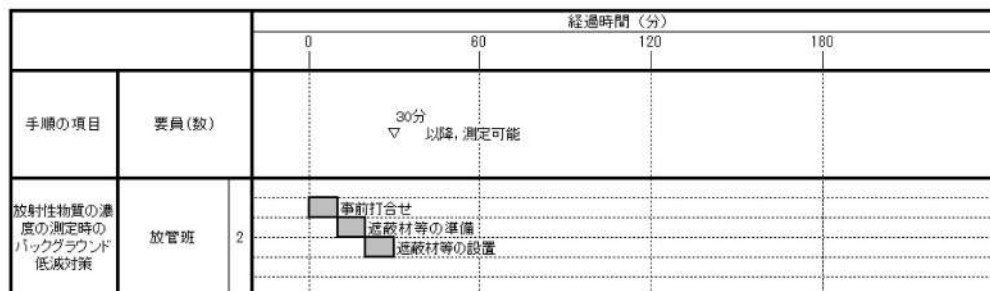 経過時間（分）
0 60 120 180
手順の項目 要員(数)
30分
▽ 以降，測定可能
放射性物質の濃
度の測定時の
バックグラウンド
低減対策
放管班 2
事前打合せ
遮蔽材等の準備
遮蔽材等の設置